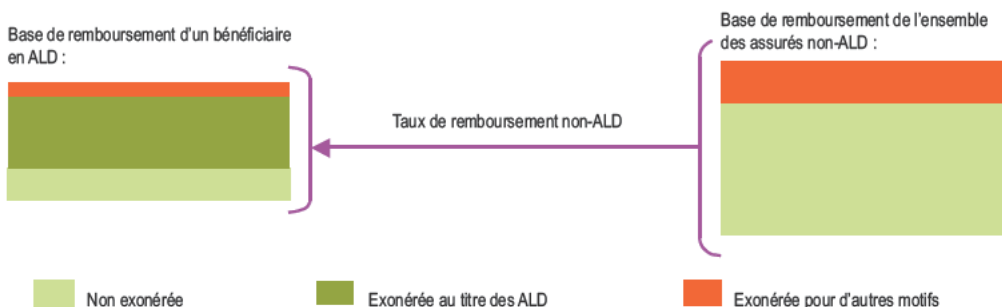 Base de remboursement d'un bénéficiaire
en ALD :
Base de remboursement de l'ensemble
des assurés non-ALD :
Taux de remboursement non-ALD
Non exonérée
Exonérée au titre des ALD
Exonérée pour d'autres motifs